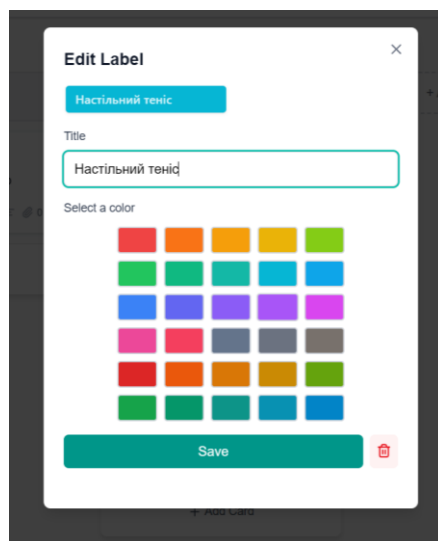 Edit Label
Настільний теніс
Title
Настільний теніс
Select a color
Save
+ Add Card